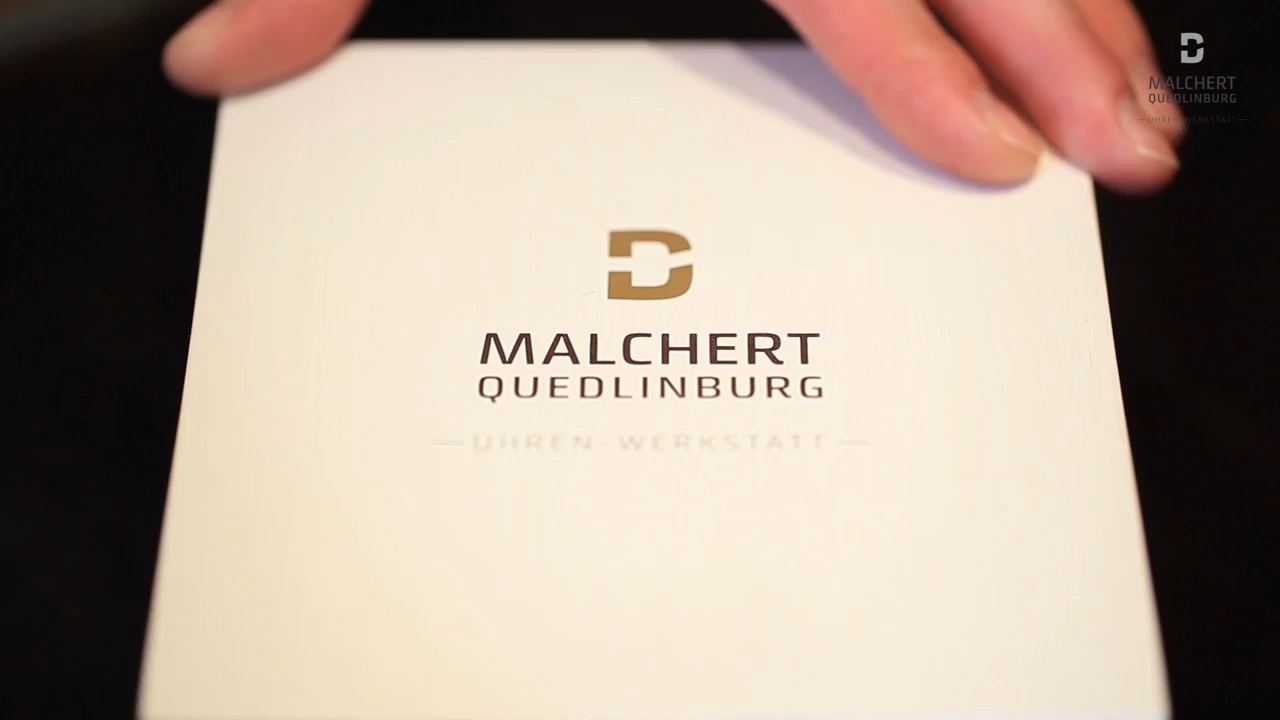 MALCHERT
QUEDLINBURG
UHREN-WERKSTATT
MALCHERT
QUEDLINBURG
UHREN-WERKSTATT